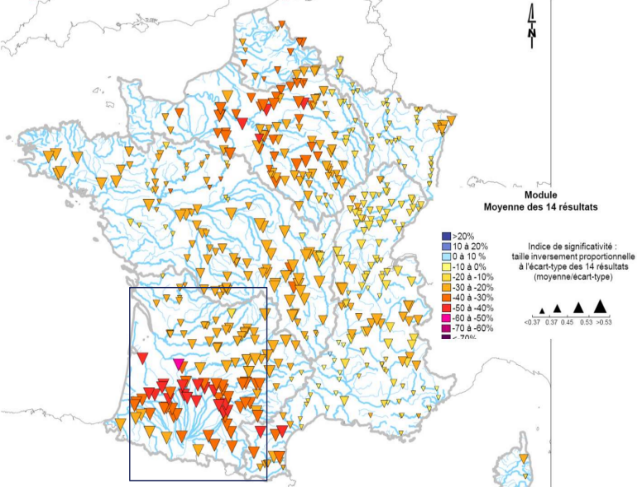 N
Module
Moyenne des 14 résultats
>20%
10 à 20%
0 à 10 %
-10 à 0%
-20 à -10%
-30 à -20%
-40 à -30%
-50 à -40%
-60 à -50%
-70 à -60%
<-70%
Indice de significativité :
taille inversement proportionnelle
à l'écart-type des 14 résultats
(moyenne/écart-type)
<0.37 0.37 0.45 0,53 >0.53